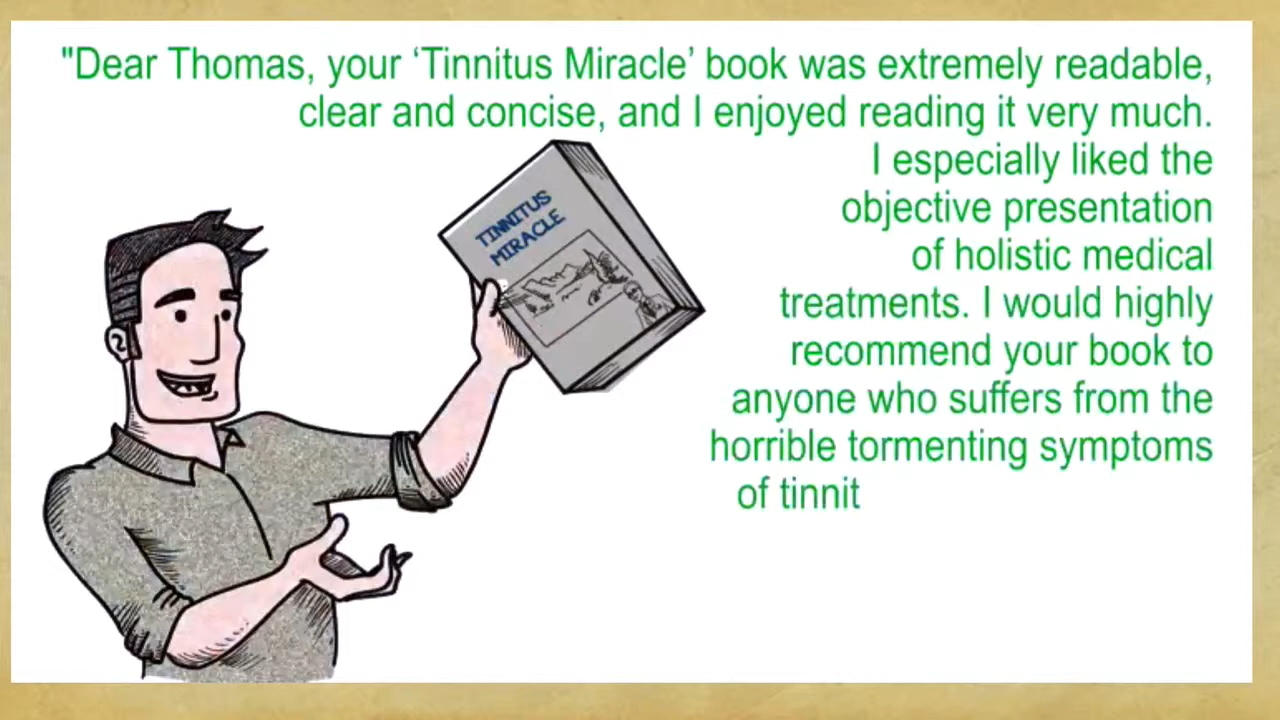 "Dear Thomas, your ‘Tinnitus Miracle’ book was extremely readable,
clear and concise, and I enjoyed reading it very much.
I especially liked the
objective presentation
of holistic medical
treatments. I would highly
recommend your book to
anyone who suffers from the
horrible tormenting symptoms
of tinnit
TINNITUS
MIRACLE